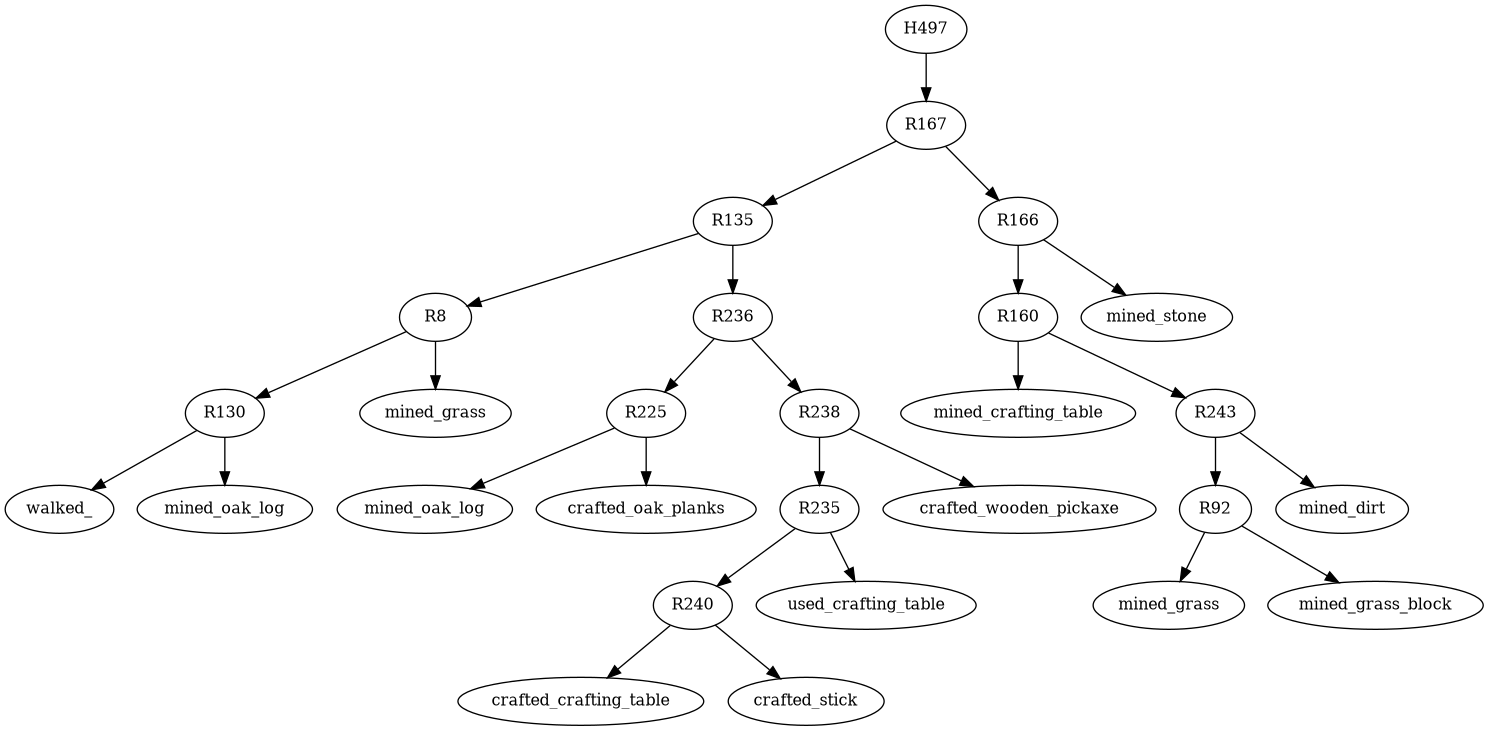 H497
R167
R135
R166
R8
R236
R160
mined_stone
R130
mined_grass
R225
R238
mined_crafting_table
R243
walked_
mined_oak_log
mined_oak_log
crafted_oak_planks
R235
crafted_wooden_pickaxe
R92
mined_dirt
R240
used_crafting_table
mined_grass
mined_grass_block
crafted_crafting_table
crafted_stick